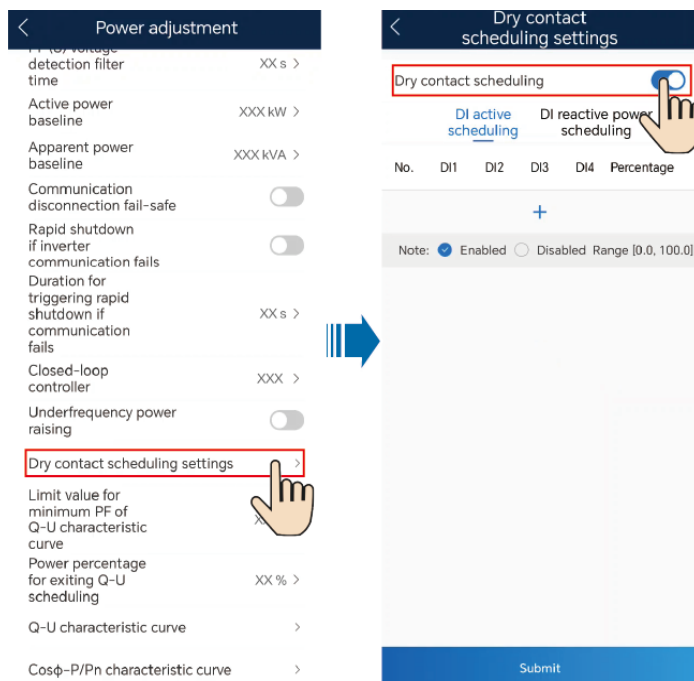 Power adjustment
PF (U) voltage
detection filter
time
XX s
Active power
baseline
XXX kW
Apparent power
baseline
XXX kVA
Communication
disconnection fail-safe
Rapid shutdown
if inverter
communication fails
Duration for
triggering rapid
shutdown if
communication
fails
XX s
Closed-loop
controller
XXX
Underfrequency power
raising
Dry contact scheduling settings
Limit value for
minimum PF of
Q-U characteristic
curve
Power percentage
for exiting Q-U
scheduling
XX %
Q-U characteristic curve
Cosϕ-P/Pn characteristic curve
Dry contact
scheduling settings
Dry contact scheduling
DI active
scheduling
DI reactive power
scheduling
No. DI1 DI2 DI3 DI4 Percentage
+
Note: Enabled Disabled Range [0.0, 100.0]
Submit